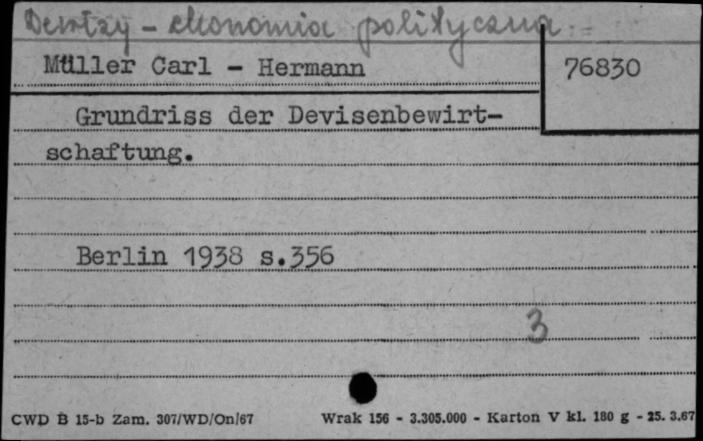 Dewizy - ekonomia polityczna
Müller Carl - Hermann
76830
Grundriss der Devisenbewirt-
schaftung.
Berlin 1938 s.356
3
CWD B 15-b Zam. 307/WD/On/67 Wrak 156 - 3.305.000 - Karton V kl. 180 g - 25. 3.67